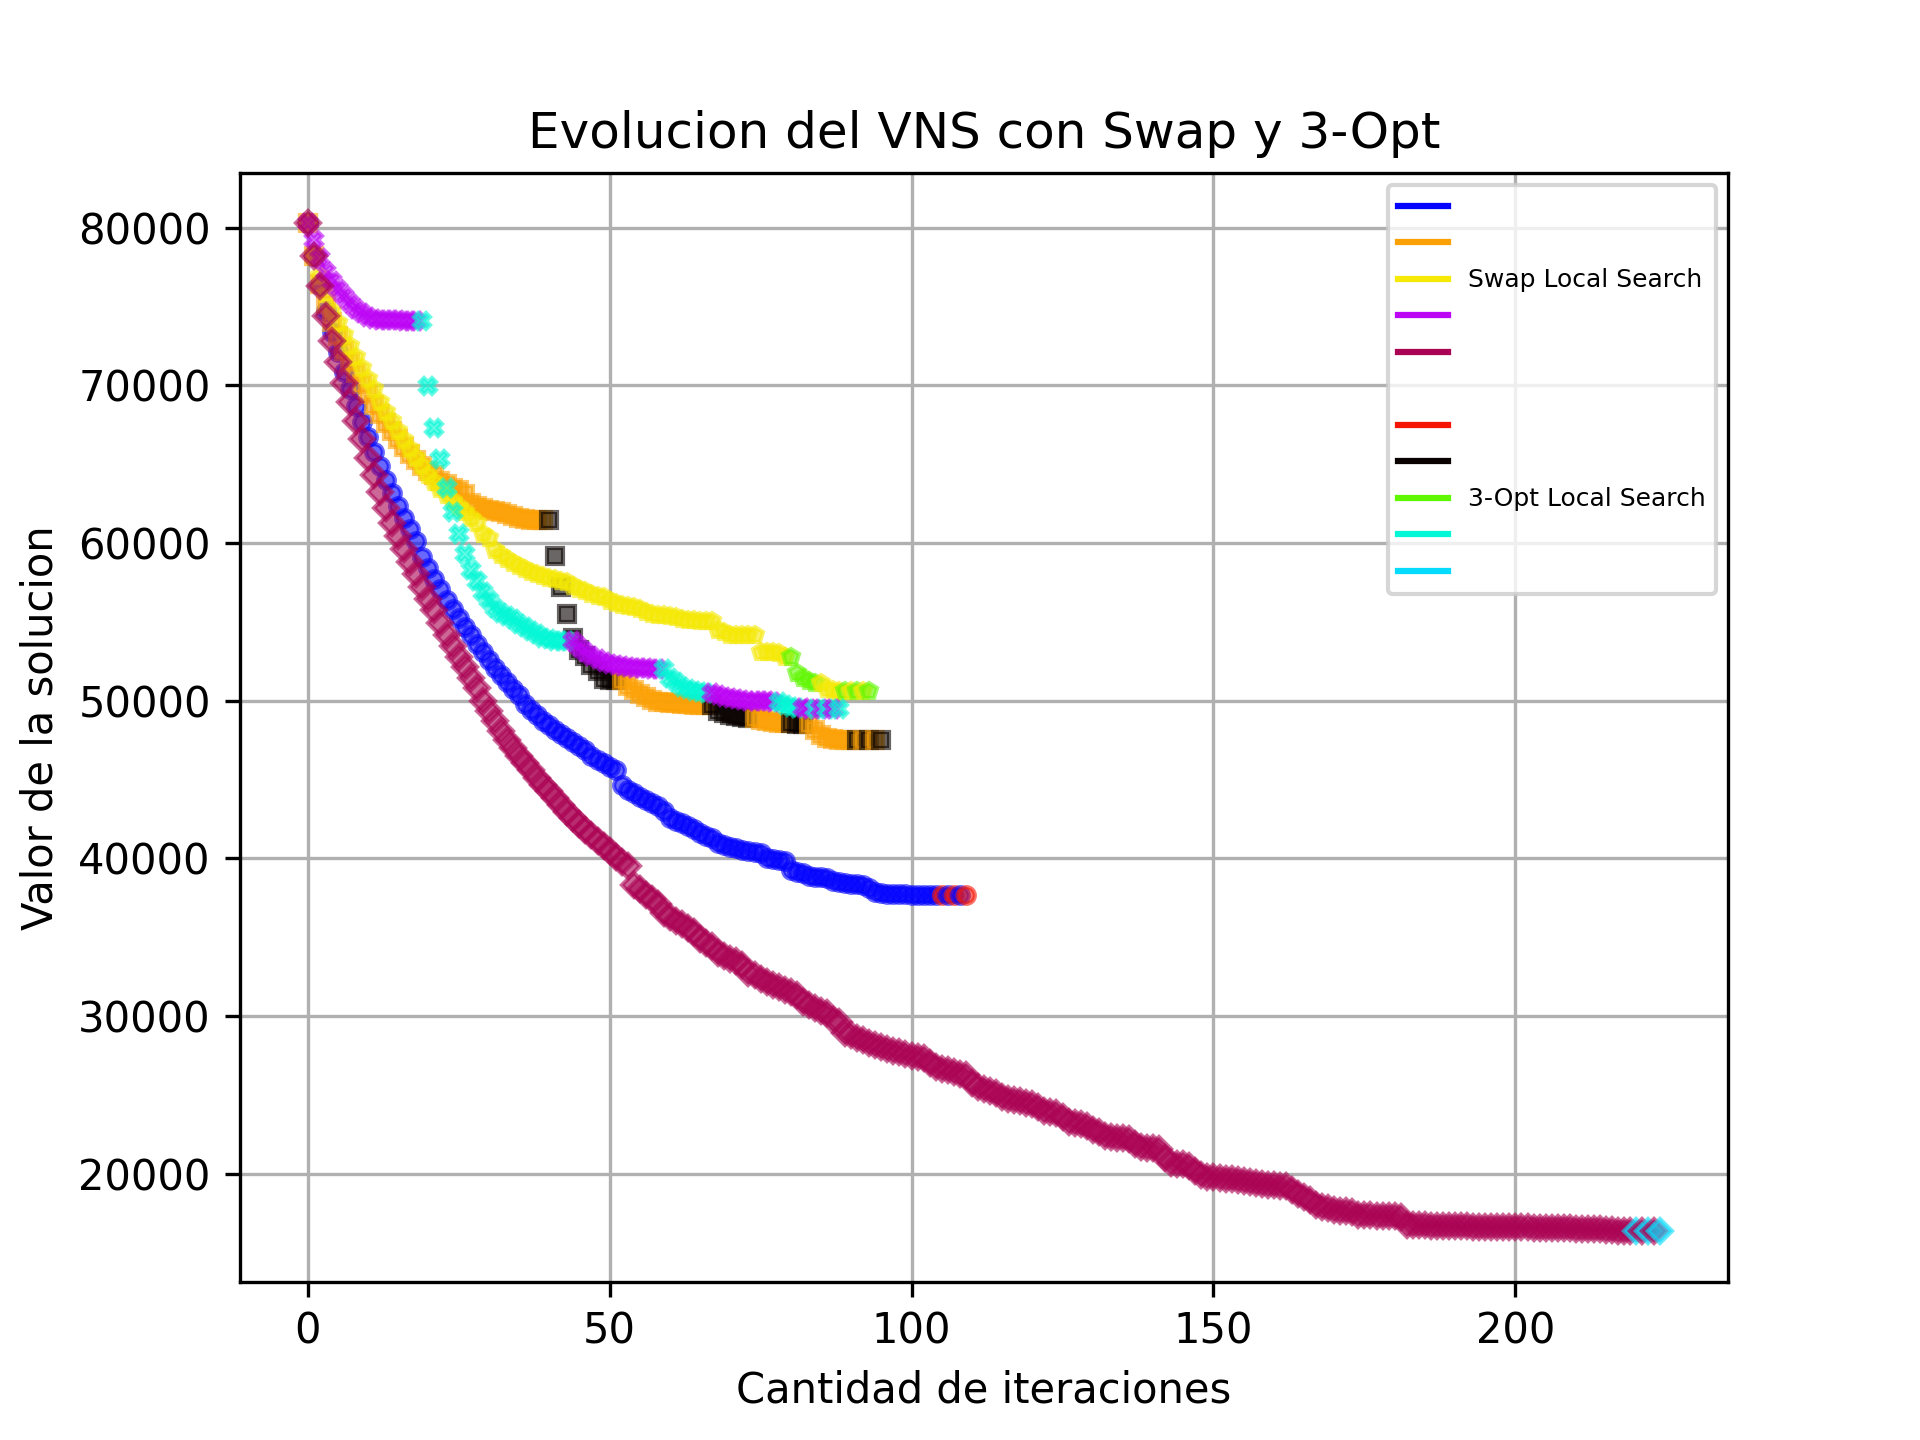 Evolucion del VNS con Swap y 3-Opt
80000
70000
60000
50000
40000
30000
20000
Valor de la solucion
Swap Local Search
3-Opt Local Search
0 50 100 150 200
Cantidad de iteraciones